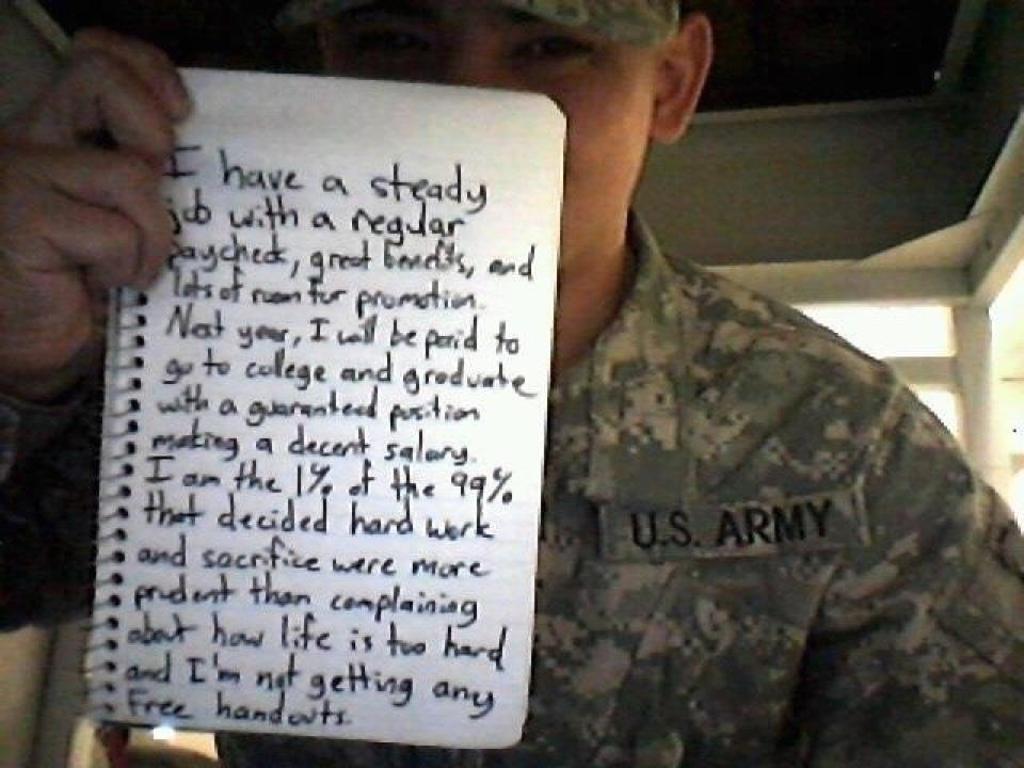 I have a steady
job with a regular
paycheck, great benefits, and
lots of room for promotion.
Next year, I will be paid to
go to college and graduate
with a guaranteed position
making a decent salary.
I am the 1% of the 99%
that decided hard work
and sacrifice were more
prudent than complaining
about how life is too hard
and I'm not getting any
free handouts.
U.S. ARMY